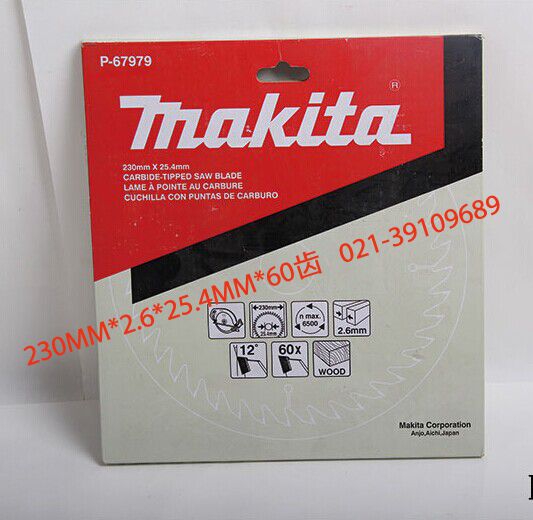 P-67979
makita®
230mm X 25.4mm
CARBIDE-TIPPED SAW BLADE
LAME À POINTE AU CARBURE
CUCHILLA CON PUNTAS DE CARBURO
230MM*2.6*25.4MM*60齿 021-39109689
230mm
25.4mm
n max.
6500
2.6mm
12°
60x
WOOD
Makita Corporation
Anjo,Aichi,Japan